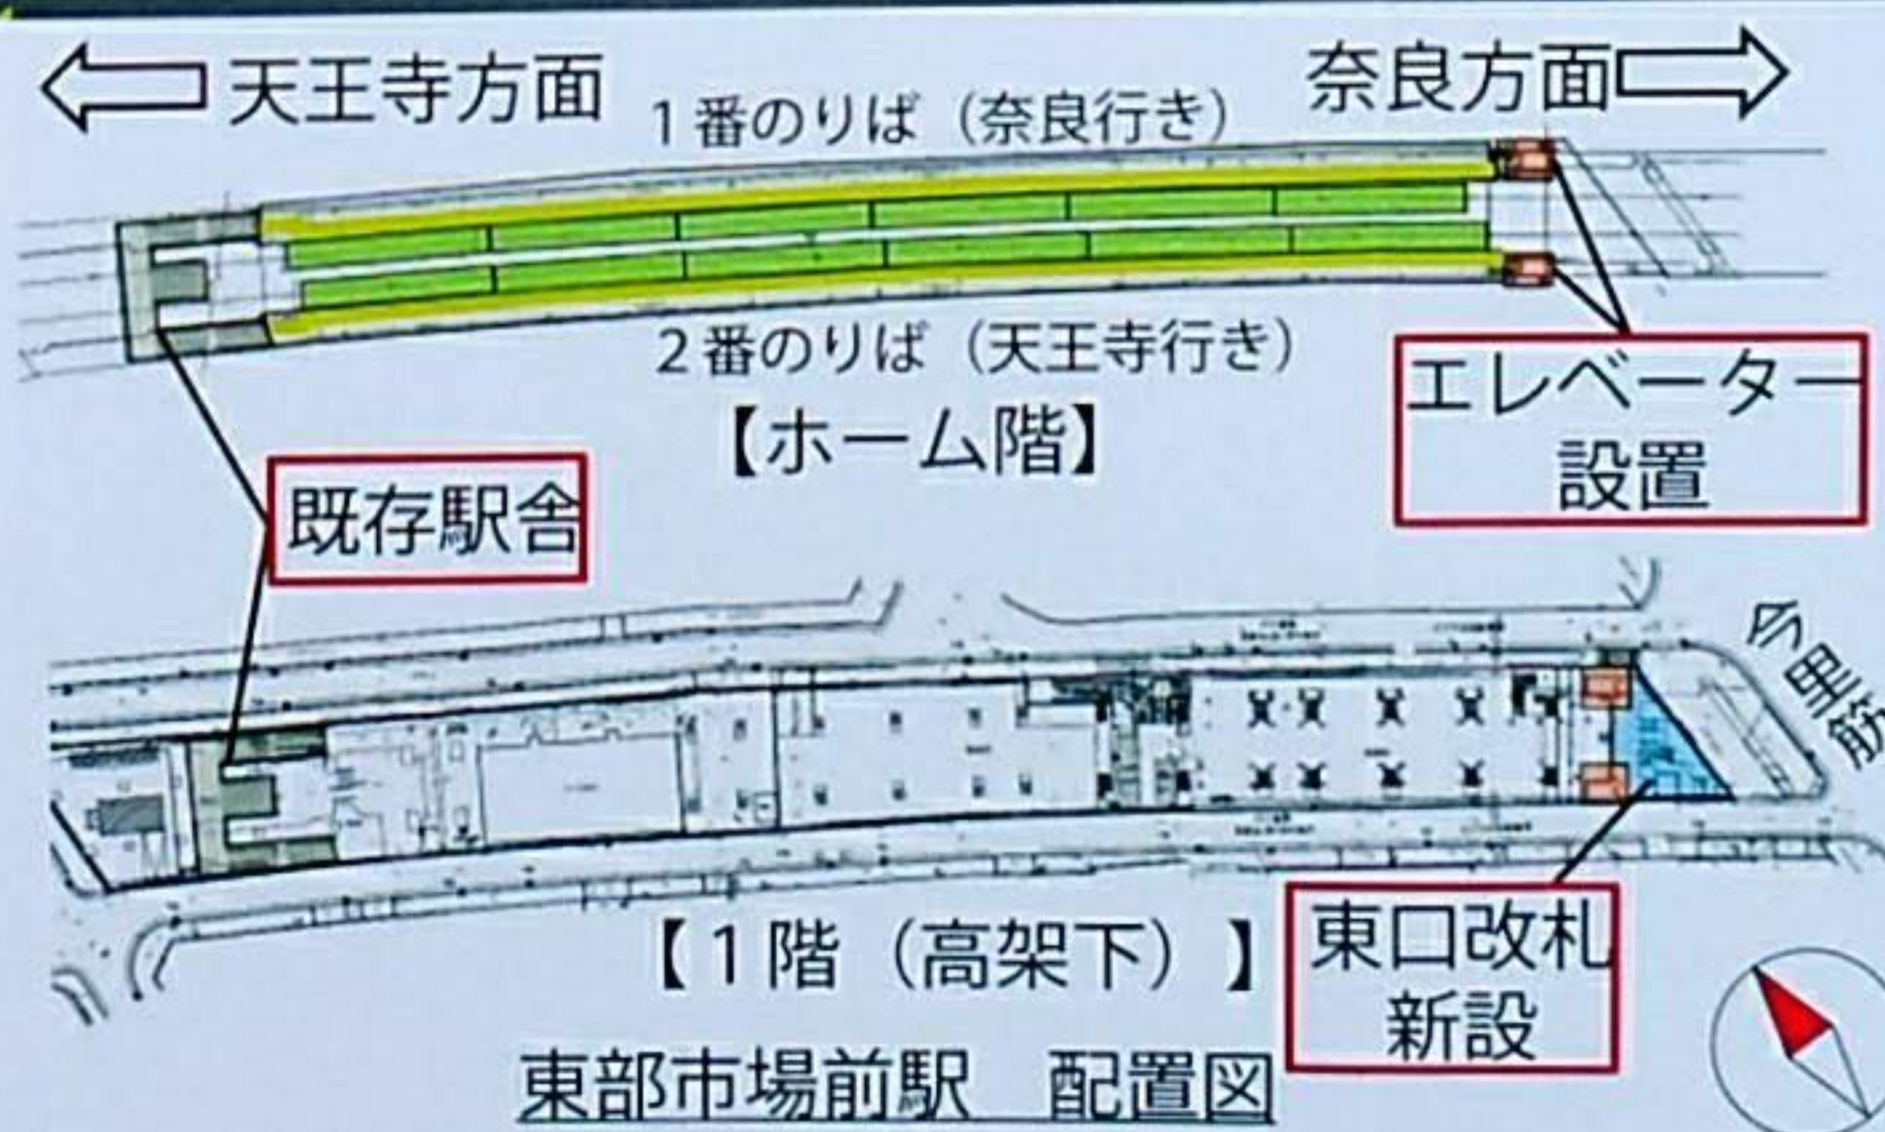 天王寺方面
奈良方面
1番のりば（奈良行き）
2番のりば（天王寺行き）
【ホーム階】
エレベーター
設置
既存駅舎
今里筋
【1階（高架下）】
東口改札
新設
東部市場前駅　配置図